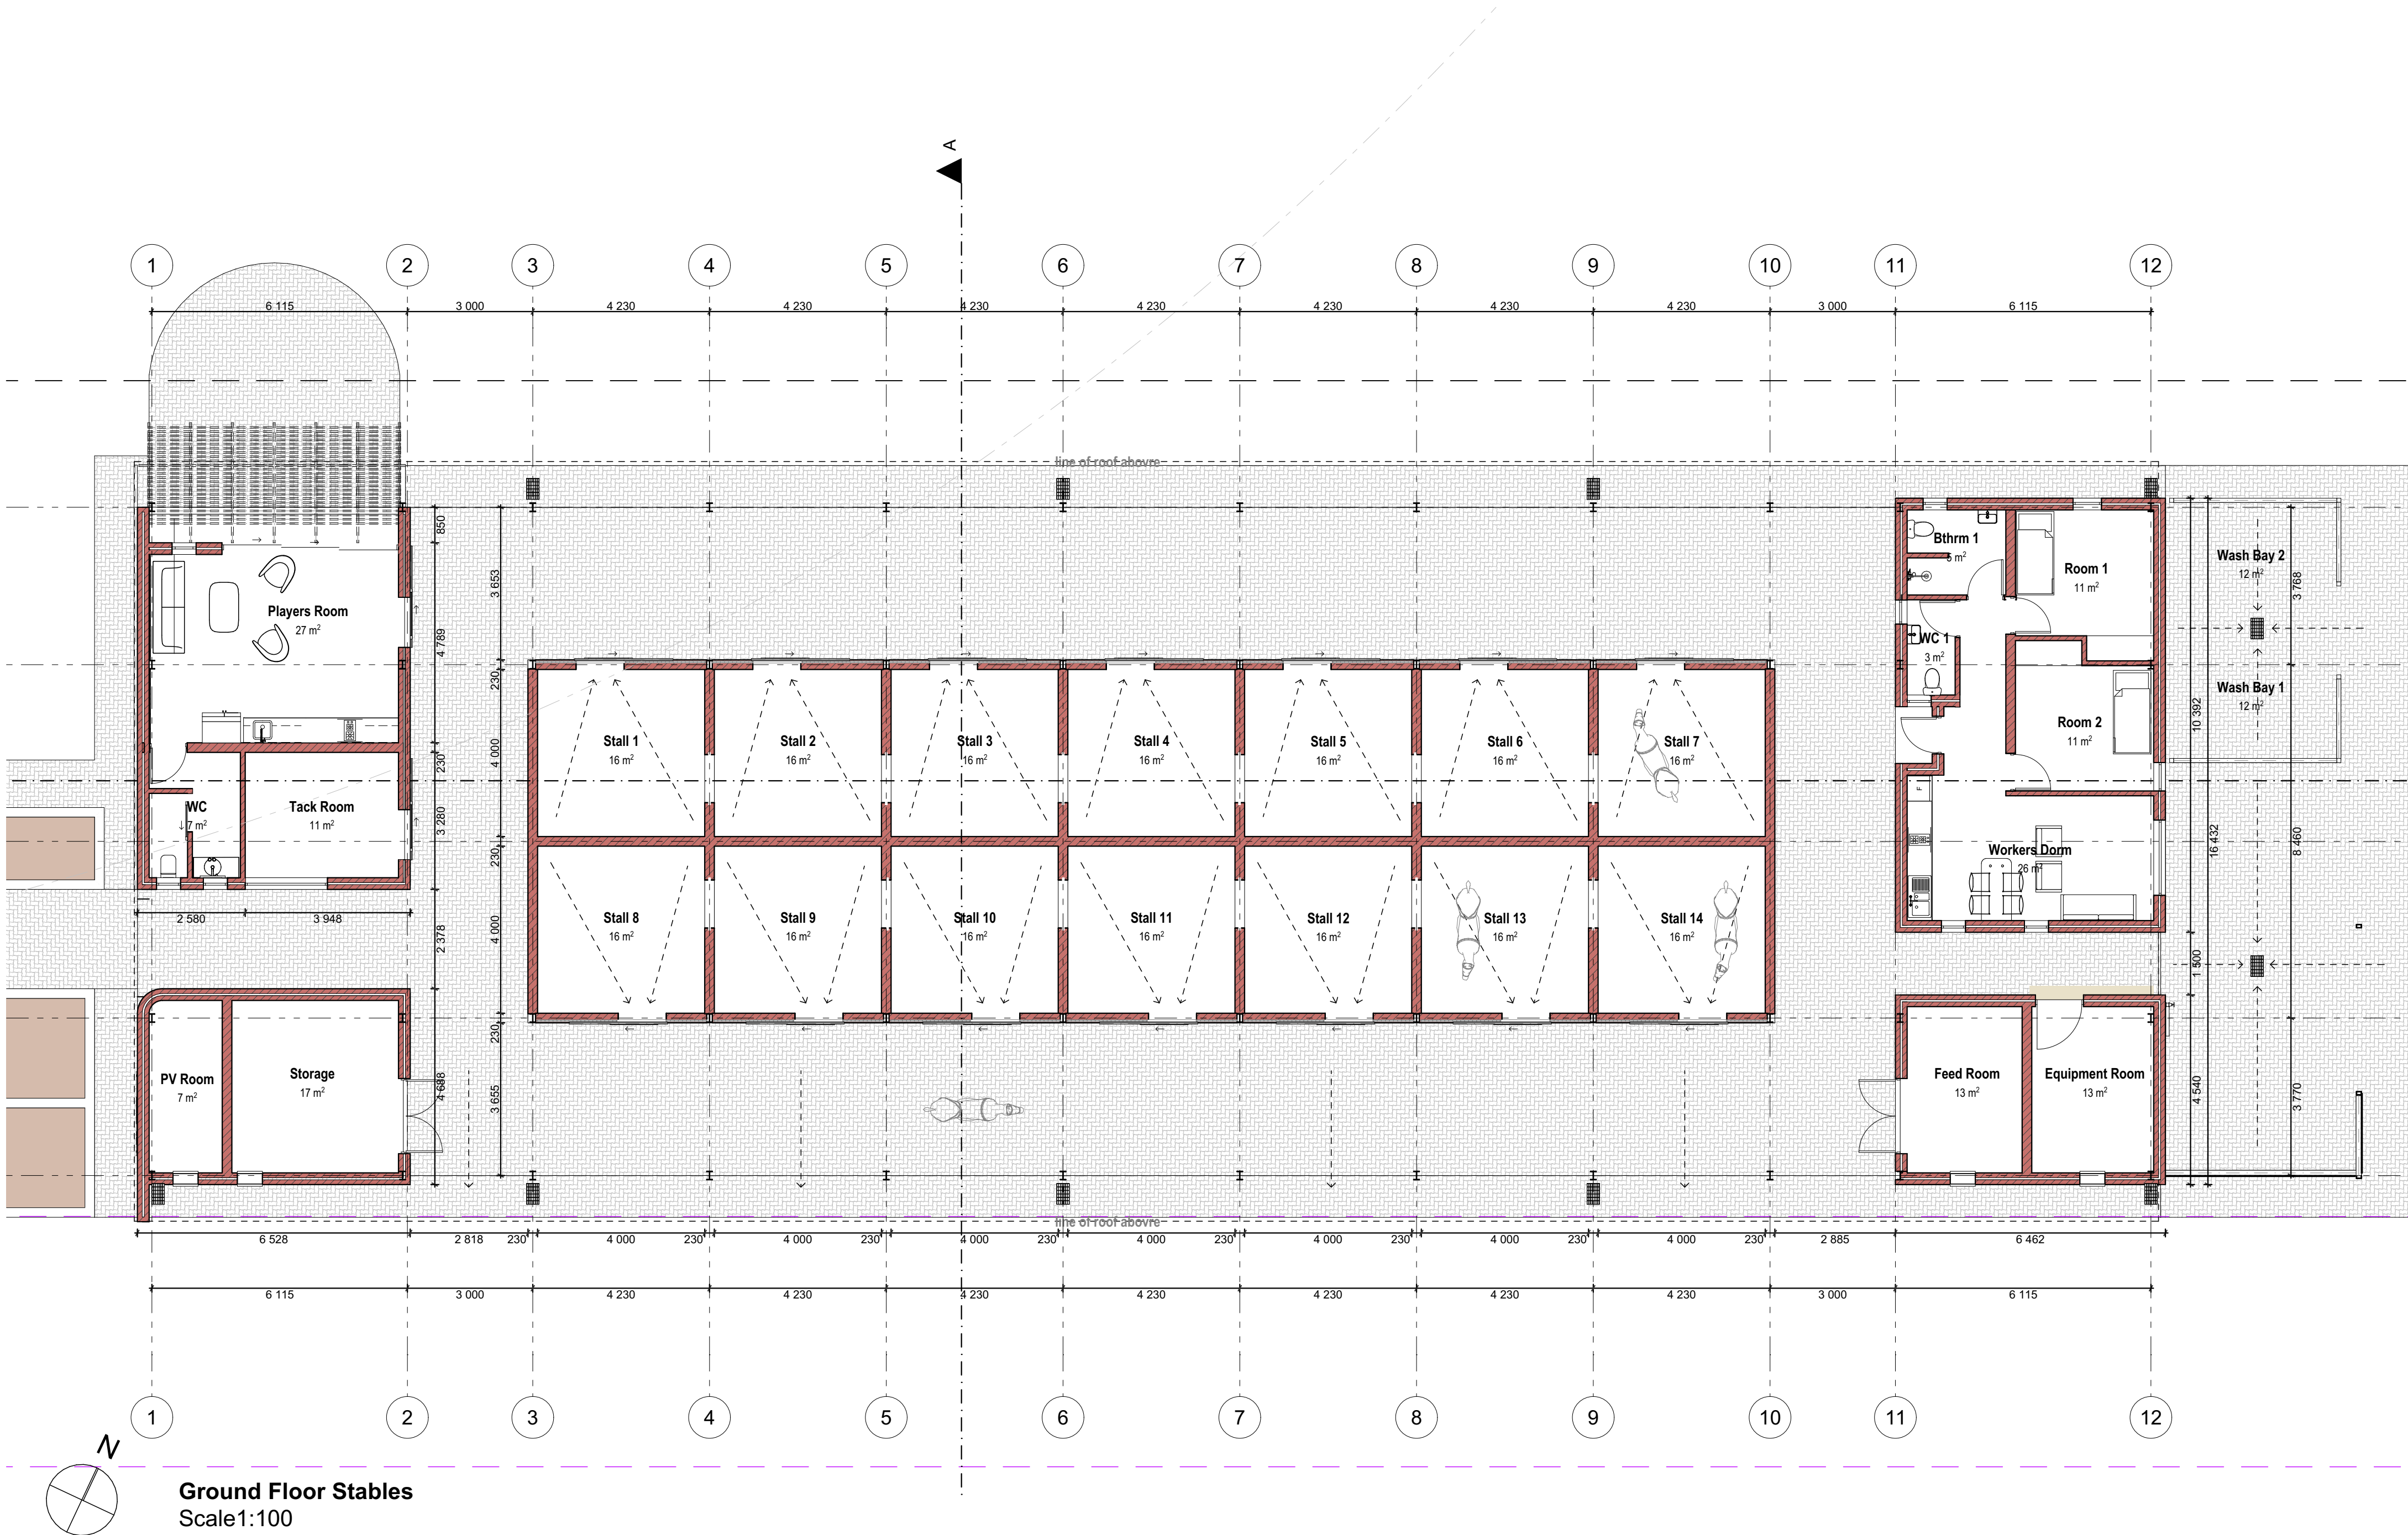 A
1 2 3 4 5 6 7 8 9 10 11 12
6 115 3 000 4 230 4 230 4 230 4 230 4 230 4 230 4 230 3 000 6 115
line of roof abovre
850
3 653
4 789
230
230
4 000
3 280
230
4 000
2 378
230
4 688
3 655
Players Room
27 m²
WC
7 m²
Tack Room
11 m²
2 580 3 948
PV Room
7 m²
Storage
17 m²
Stall 1
16 m²
Stall 2
16 m²
Stall 3
16 m²
Stall 4
16 m²
Stall 5
16 m²
Stall 6
16 m²
Stall 7
16 m²
Stall 8
16 m²
Stall 9
16 m²
Stall 10
16 m²
Stall 11
16 m²
Stall 12
16 m²
Stall 13
16 m²
Stall 14
16 m²
Bthrm 1
5 m²
Room 1
11 m²
WC 1
3 m²
Room 2
11 m²
F
Workers Dorm
26 m²
Feed Room
13 m²
Equipment Room
13 m²
Wash Bay 2
12 m²
Wash Bay 1
12 m²
3 768
10 392
16 432
8 460
1 500
4 540
3 770
line of roof abovre
6 528 2 818 230 4 000 230 4 000 230 4 000 230 4 000 230 4 000 230 4 000 230 4 000 230 2 885 6 462
6 115 3 000 4 230 4 230 4 230 4 230 4 230 4 230 4 230 3 000 6 115
1 2 3 4 5 6 7 8 9 10 11 12
N
Ground Floor Stables
Scale1:100